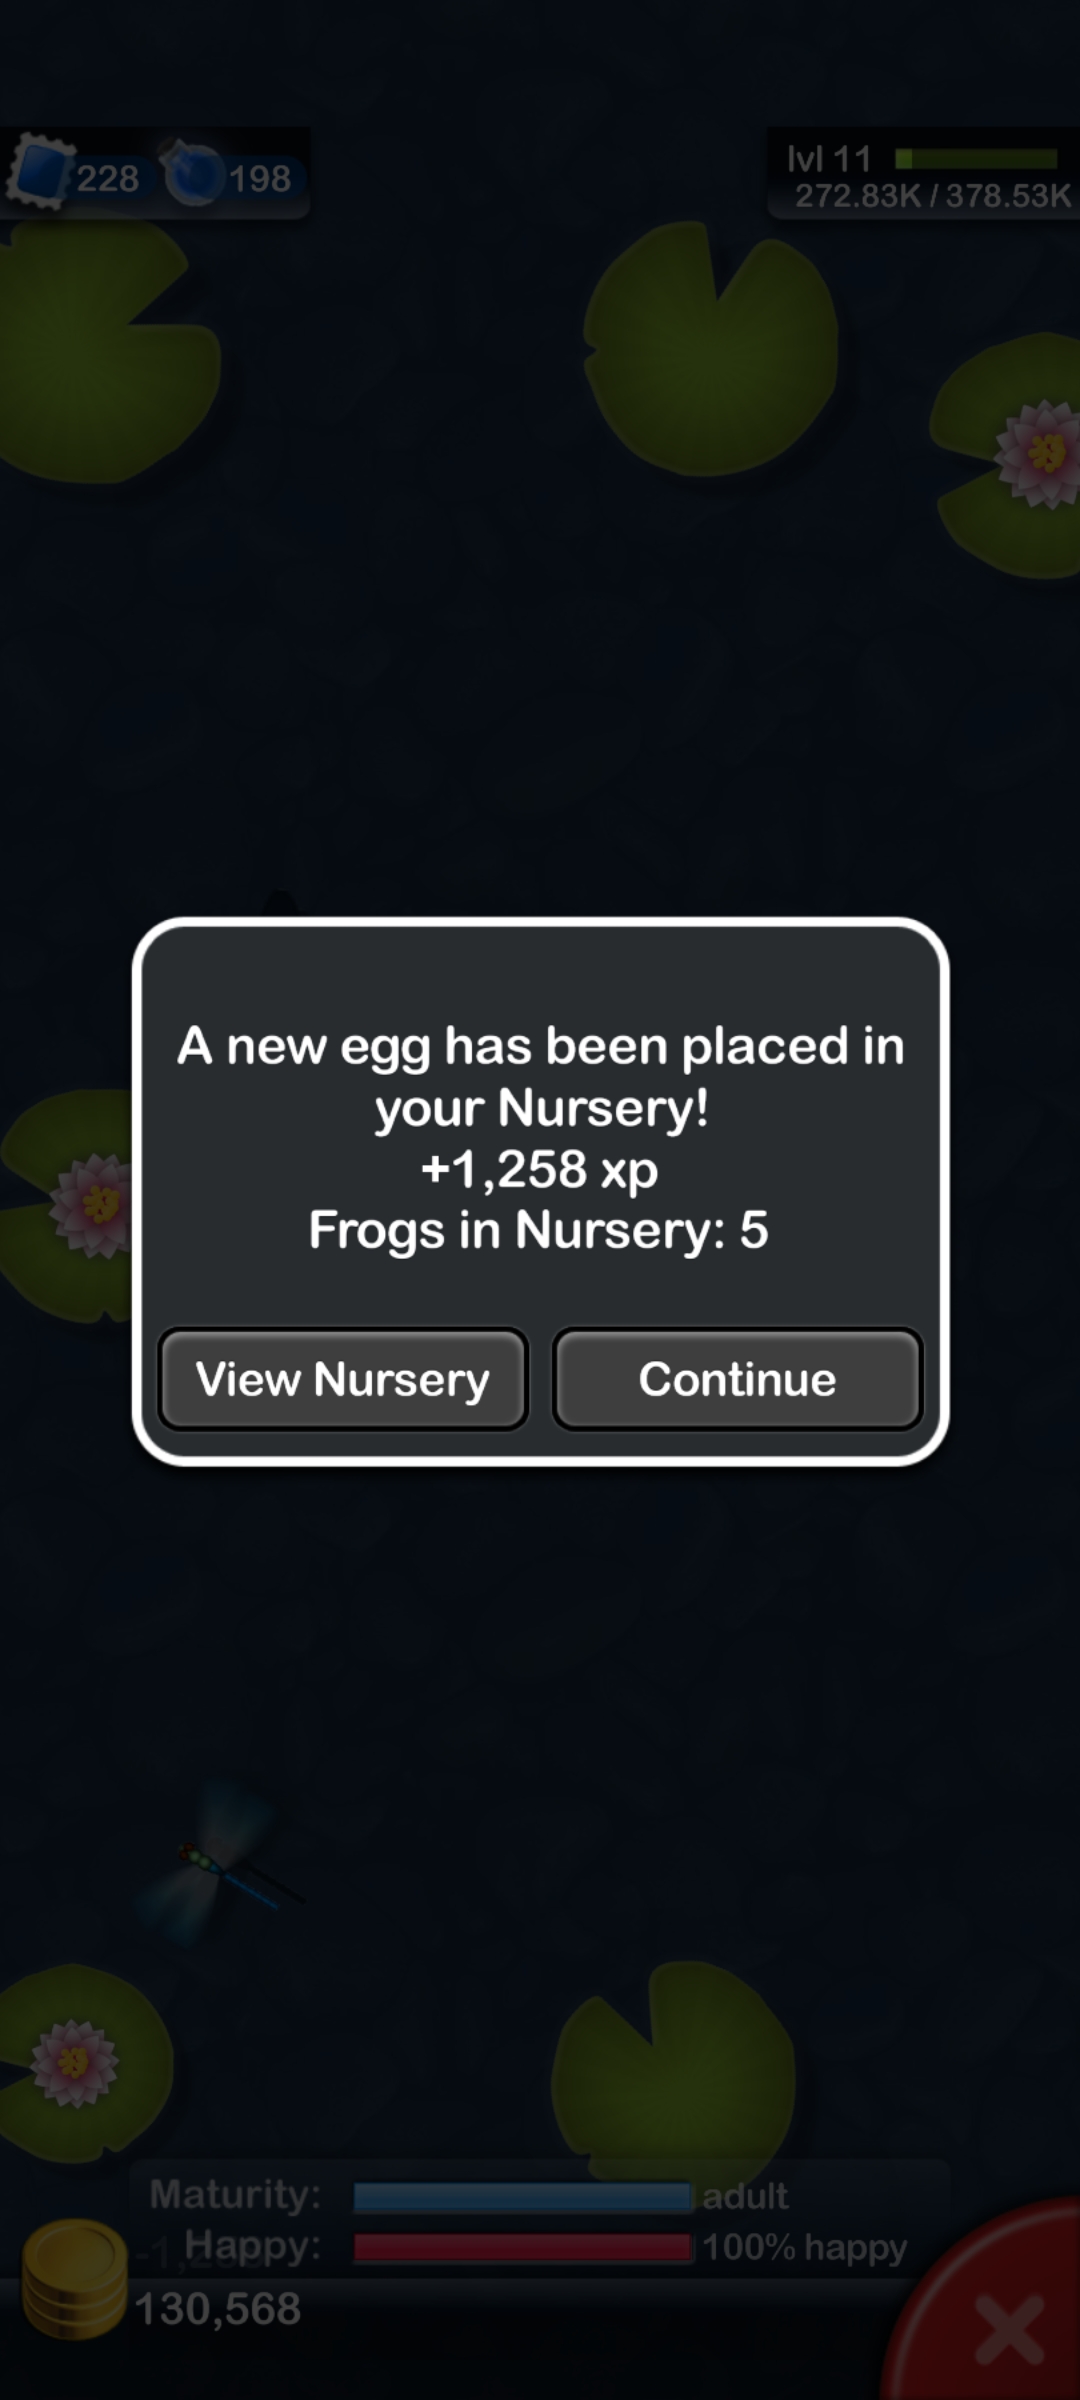 228 198
lvl 11
272.83K / 378.53K
A new egg has been placed in
your Nursery!
+1,258 xp
Frogs in Nursery: 5
View Nursery Continue
Maturity: adult
Happy: 100% happy
130,568